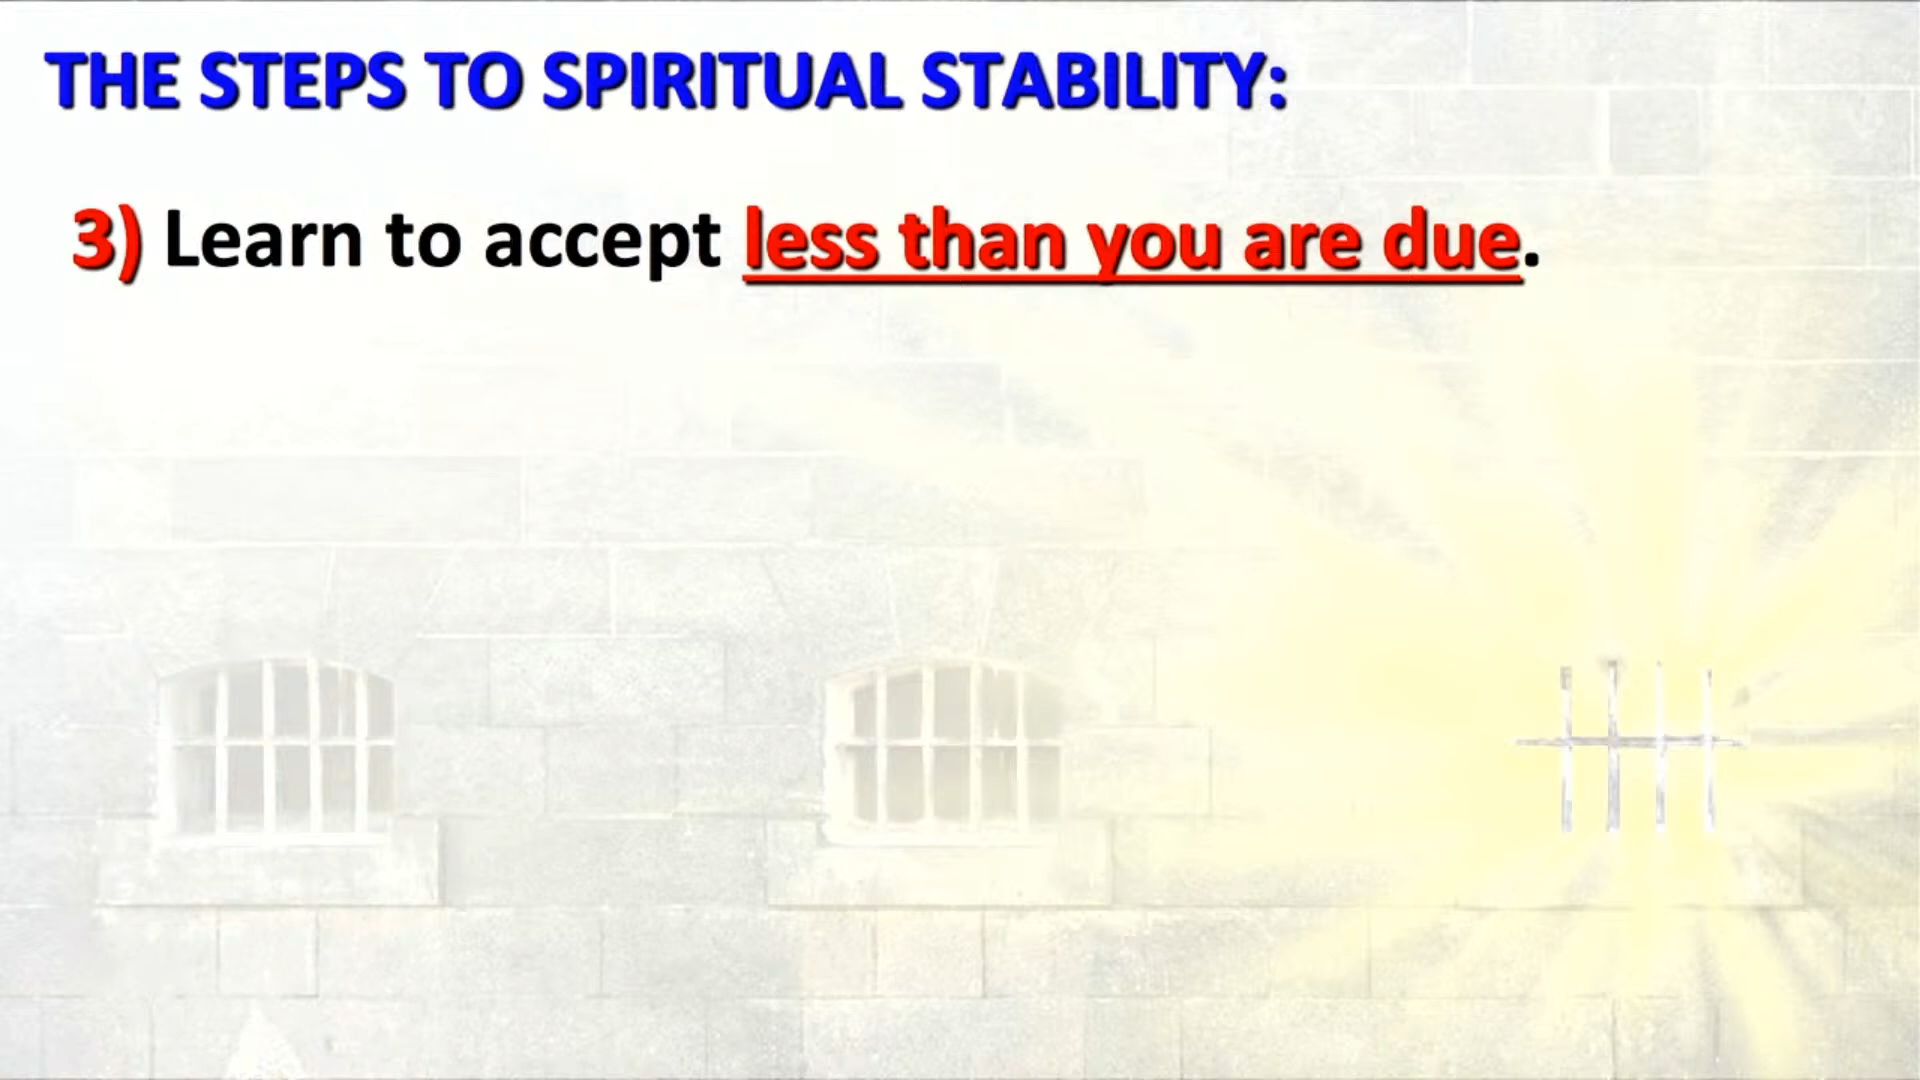 THE STEPS TO SPIRITUAL STABILITY:
3) Learn to accept less than you are due.